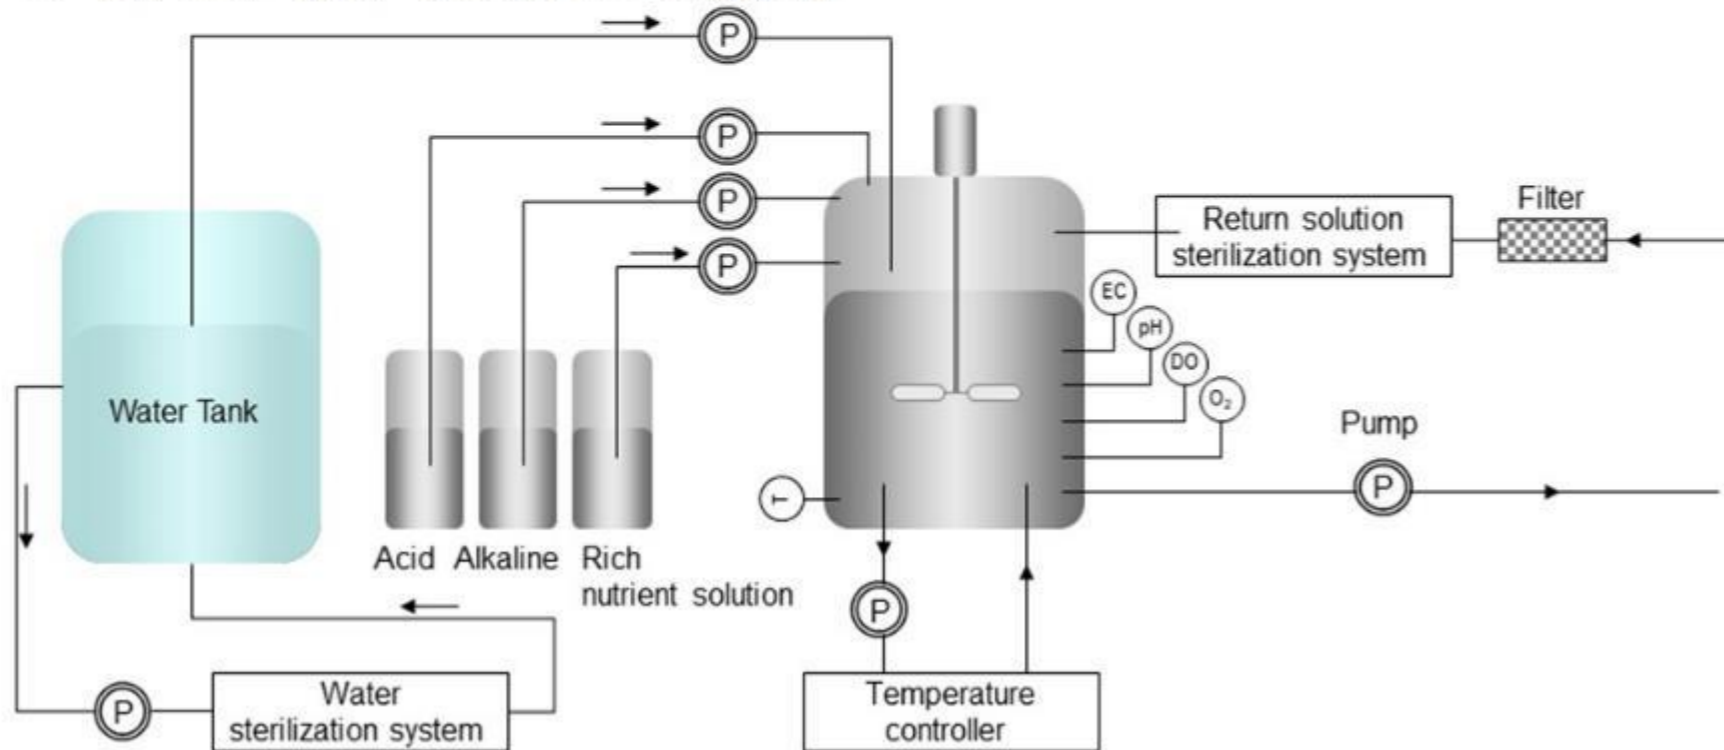 P
P
P
P
Water Tank
Acid
Alkaline
Rich
nutrient solution
Return solution
sterilization system
Filter
EC
pH
DO
O₂
T
Pump
P
P
P
Water
sterilization system
Temperature
controller